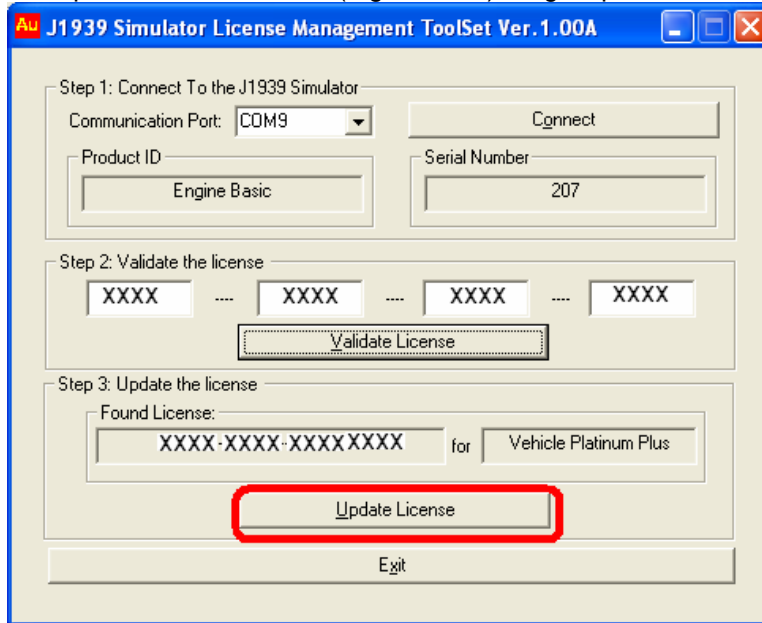 Au J1939 Simulator License Management ToolSet Ver.1.00A
Step 1: Connect To the J1939 Simulator
Communication Port: COM9 Connect
Product ID Serial Number
Engine Basic 207
Step 2: Validate the license
XXXX ---- XXXX ---- XXXX ---- XXXX
Validate License
Step 3: Update the license
Found License:
XXXX-XXXX-XXXXXXXX for Vehicle Platinum Plus
Update License
Exit